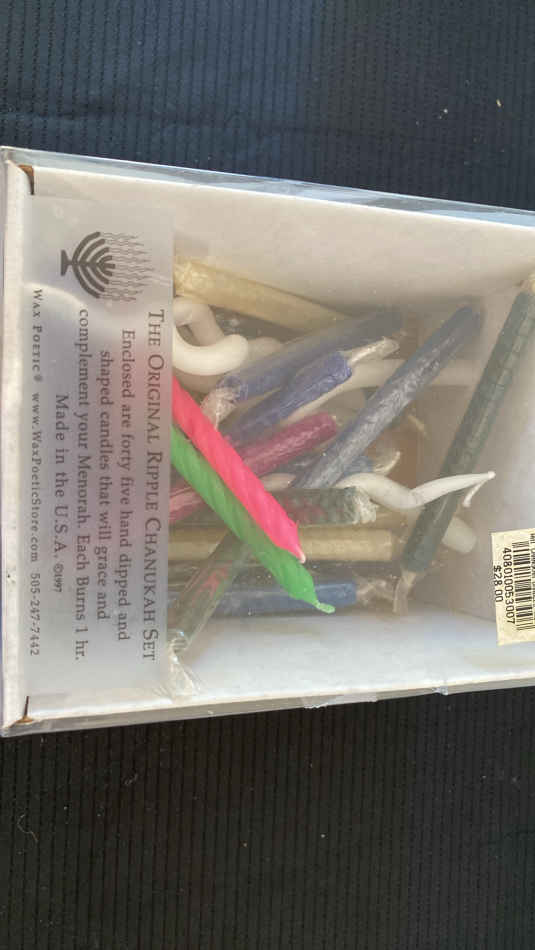 THE ORIGINAL RIPPLE CHANUKAH SET
Enclosed are forty five hand dipped and
shaped candles that will grace and
complement your Menorah. Each Burns 1 hr.
Made in the U.S.A. ©1997
WAX POETIC® www.WaxPoeticStore.com 505-247-7442
408010053007
$28.00